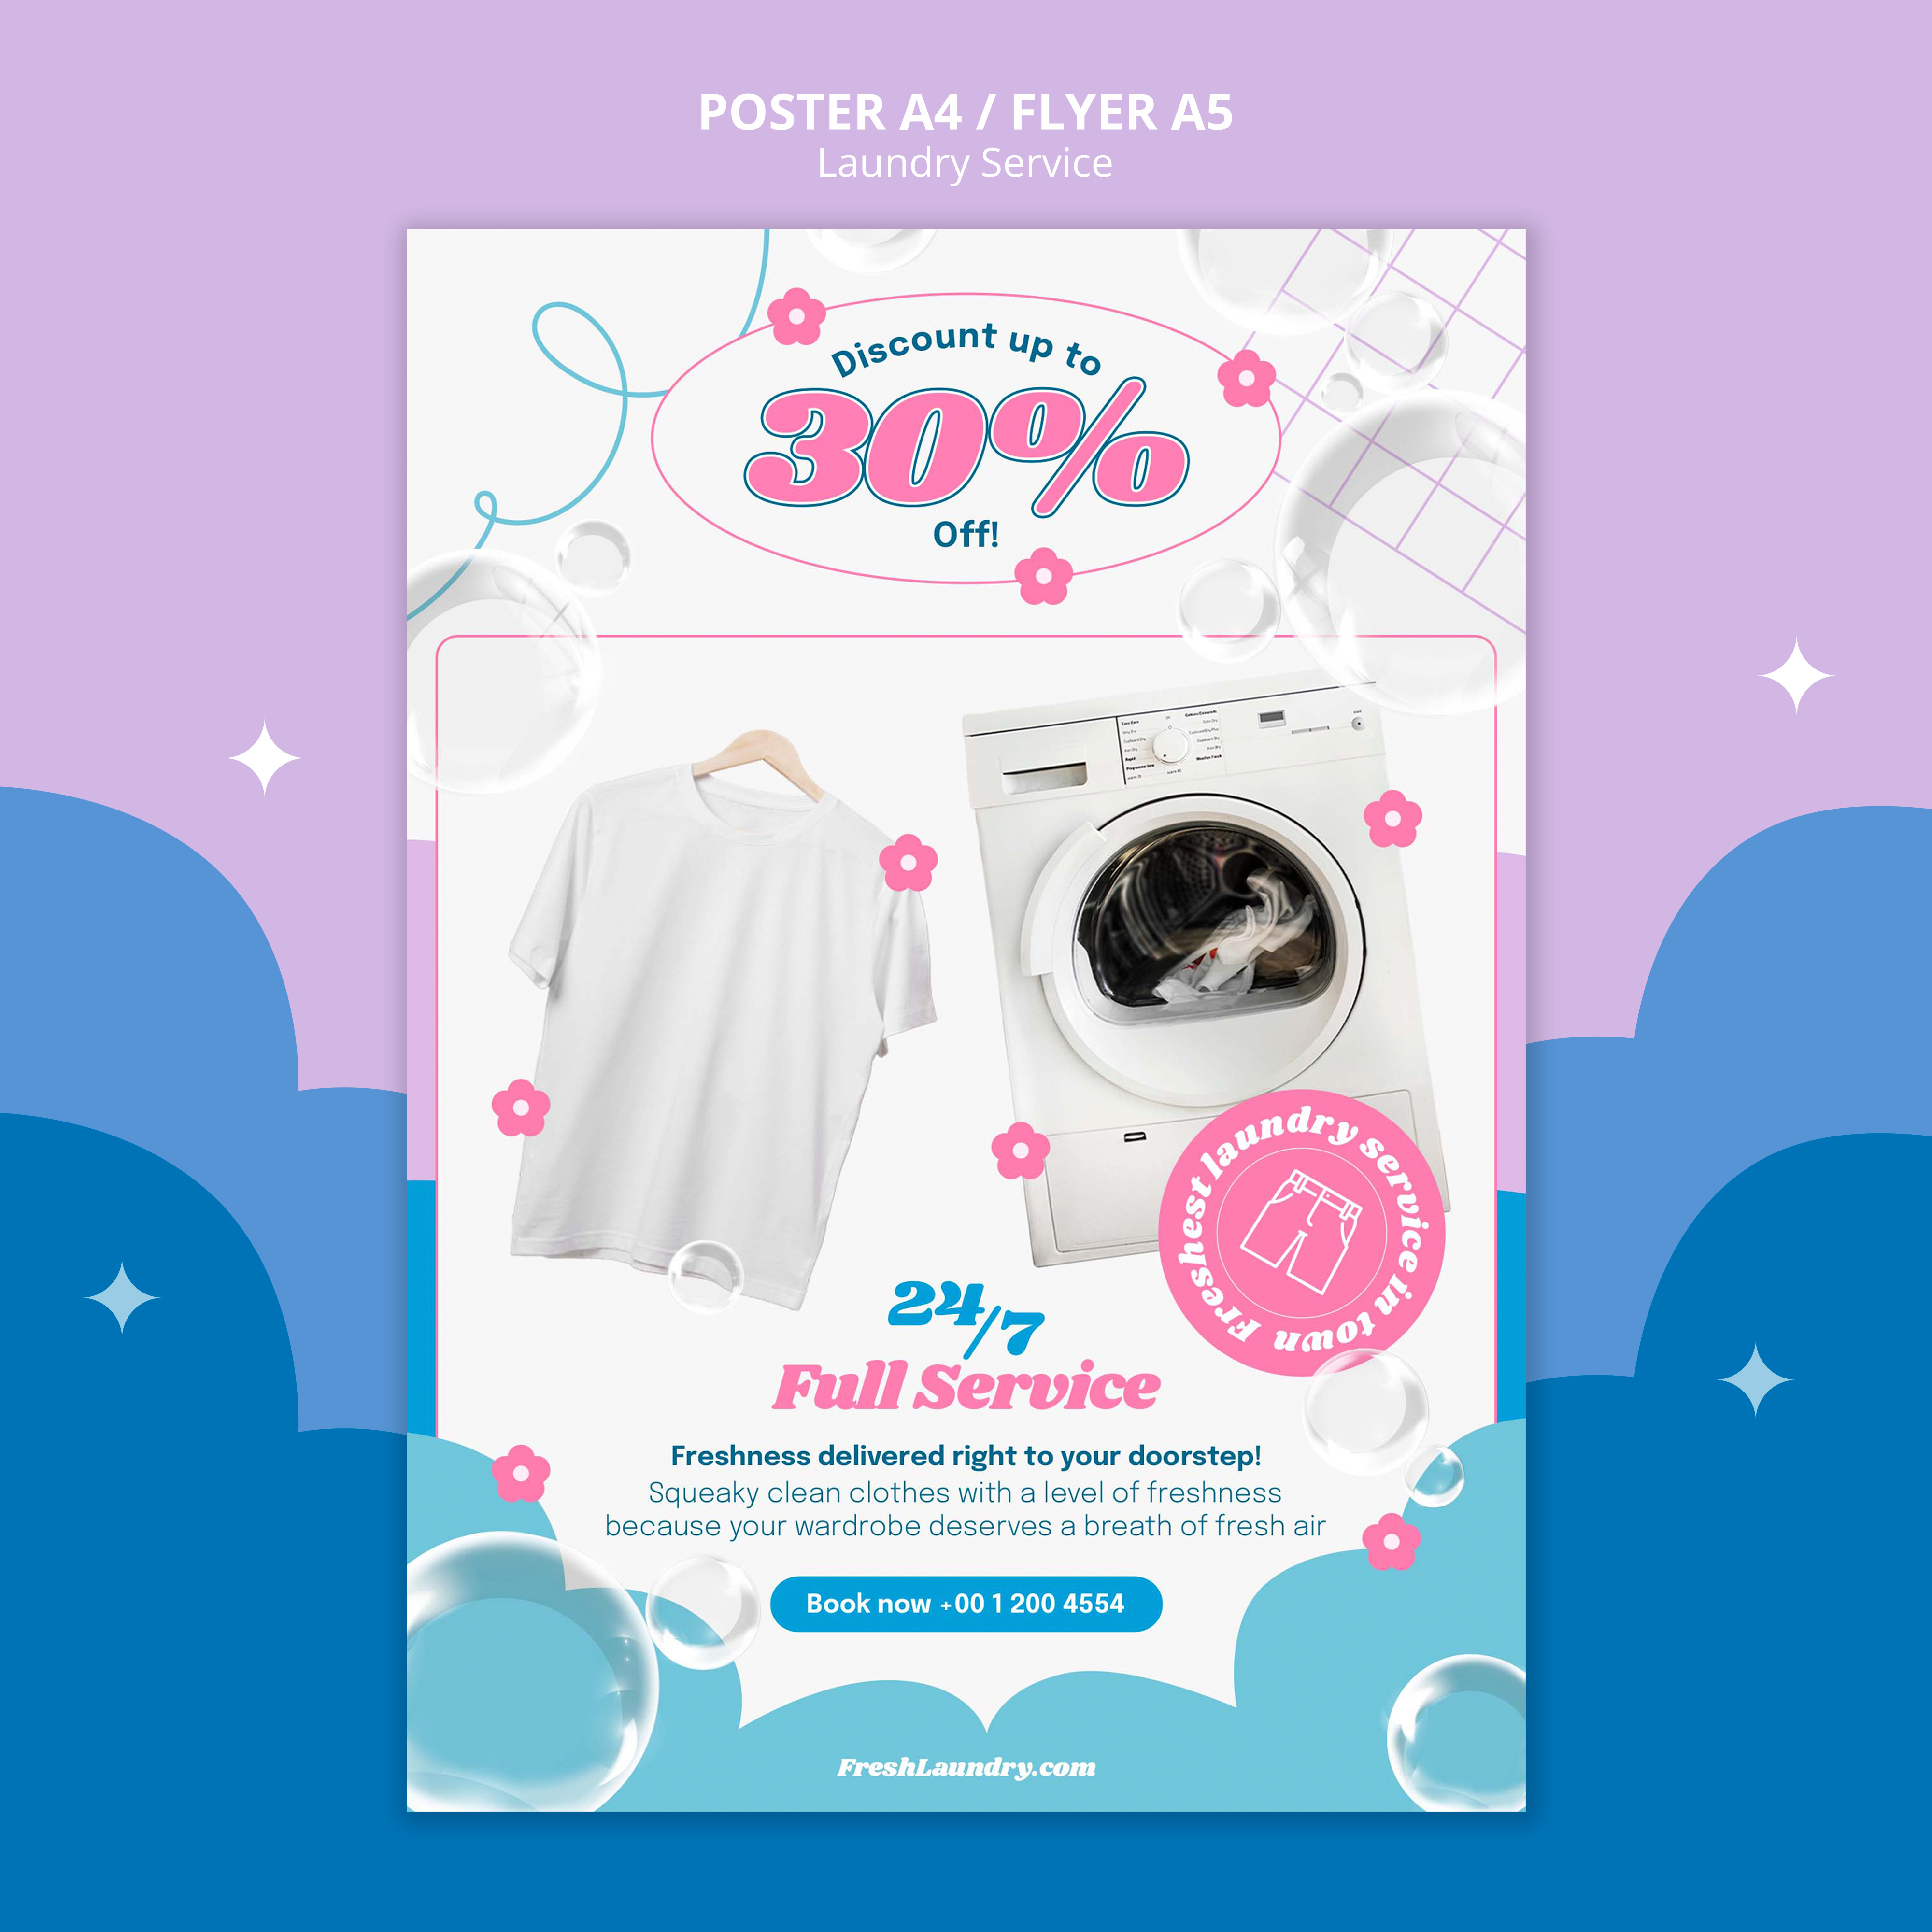 POSTER A4 / FLYER A5
Laundry Service
Discount up to
30%
Off!
Freshest laundry service in town
24/7
Full Service
Freshness delivered right to your doorstep!
Squeaky clean clothes with a level of freshness
because your wardrobe deserves a breath of fresh air
Book now +00 1 200 4554
FreshLaundry.com